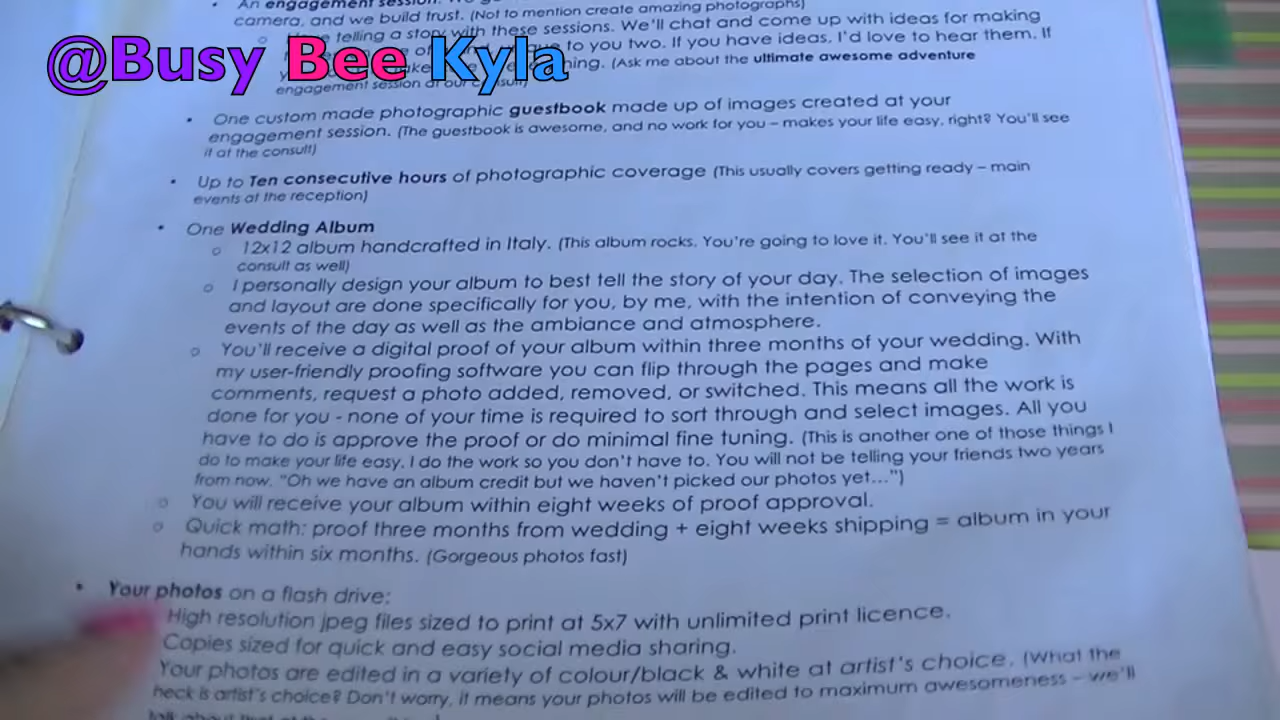 An engagement session.
camera, and we build trust. (Not to mention create amazing photographs)
telling a story with these sessions. We'll chat and come up with ideas for making
to you two. If you have ideas, I'd love to hear them. If
(Ask me about the ultimate awesome adventure
engagement session at our consult)
@Busy Bee Kyla
One custom made photographic guestbook made up of images created at your
engagement session. (The guestbook is awesome, and no work for you – makes your life easy, right? You'll see
it at the consult)
Up to Ten consecutive hours of photographic coverage (This usually covers getting ready – main
events at the reception)
One Wedding Album
12x12 album handcrafted in Italy. (This album rocks. You're going to love it. You'll see it at the
consult as well)
I personally design your album to best tell the story of your day. The selection of images
and layout are done specifically for you, by me, with the intention of conveying the
events of the day as well as the ambiance and atmosphere.
You'll receive a digital proof of your album within three months of your wedding. With
my user-friendly proofing software you can flip through the pages and make
comments, request a photo added, removed, or switched. This means all the work is
done for you - none of your time is required to sort through and select images. All you
have to do is approve the proof or do minimal fine tuning. (This is another one of those things I
do to make your life easy. I do the work so you don't have to. You will not be telling your friends two years
from now, "Oh we have an album credit but we haven't picked our photos yet...")
You will receive your album within eight weeks of proof approval.
Quick math: proof three months from wedding + eight weeks shipping = album in your
hands within six months. (Gorgeous photos fast)
Your photos on a flash drive:
High resolution jpeg files sized to print at 5x7 with unlimited print licence.
Copies sized for quick and easy social media sharing.
Your photos are edited in a variety of colour/black & white at artist's choice. (What the
heck is artist's choice? Don't worry, it means your photos will be edited to maximum awesomeness – we'll